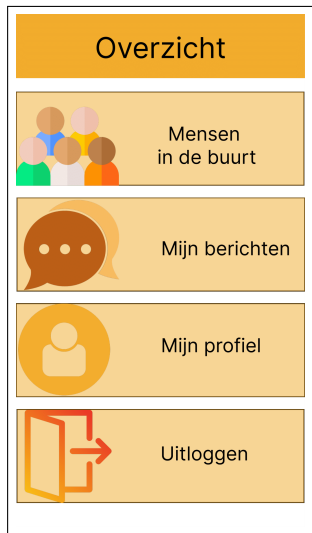 Overzicht
Mensen
in de buurt
Mijn berichten
Mijn profiel
Uitloggen